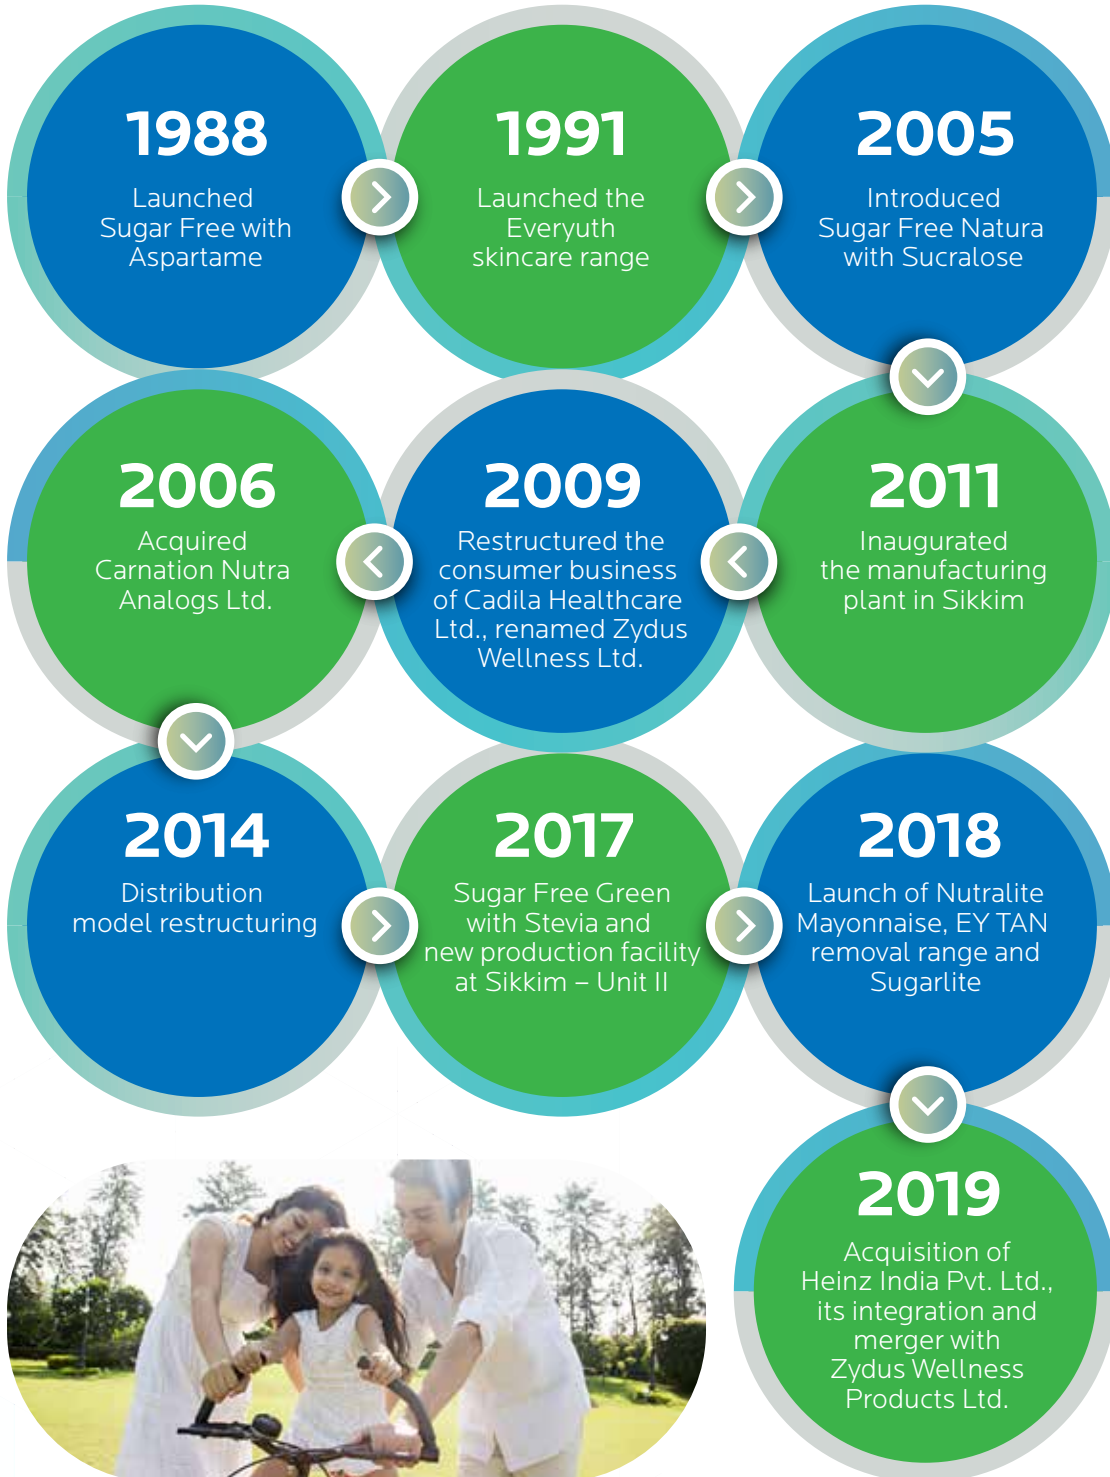 1988
Launched
Sugar Free with
Aspartame
1991
Launched the
Everyuth
skincare range
2005
Introduced
Sugar Free Natura
with Sucralose
2006
Acquired
Carnation Nutra
Analogs Ltd.
2009
Restructured the
consumer business
of Cadila Healthcare
Ltd., renamed Zydus
Wellness Ltd.
2011
Inaugurated
the manufacturing
plant in Sikkim
2014
Distribution
model restructuring
2017
Sugar Free Green
with Stevia and
new production facility
at Sikkim – Unit II
2018
Launch of Nutralite
Mayonnaise, EY TAN
removal range and
Sugarlite
2019
Acquisition of
Heinz India Pvt. Ltd.,
its integration and
merger with
Zydus Wellness
Products Ltd.